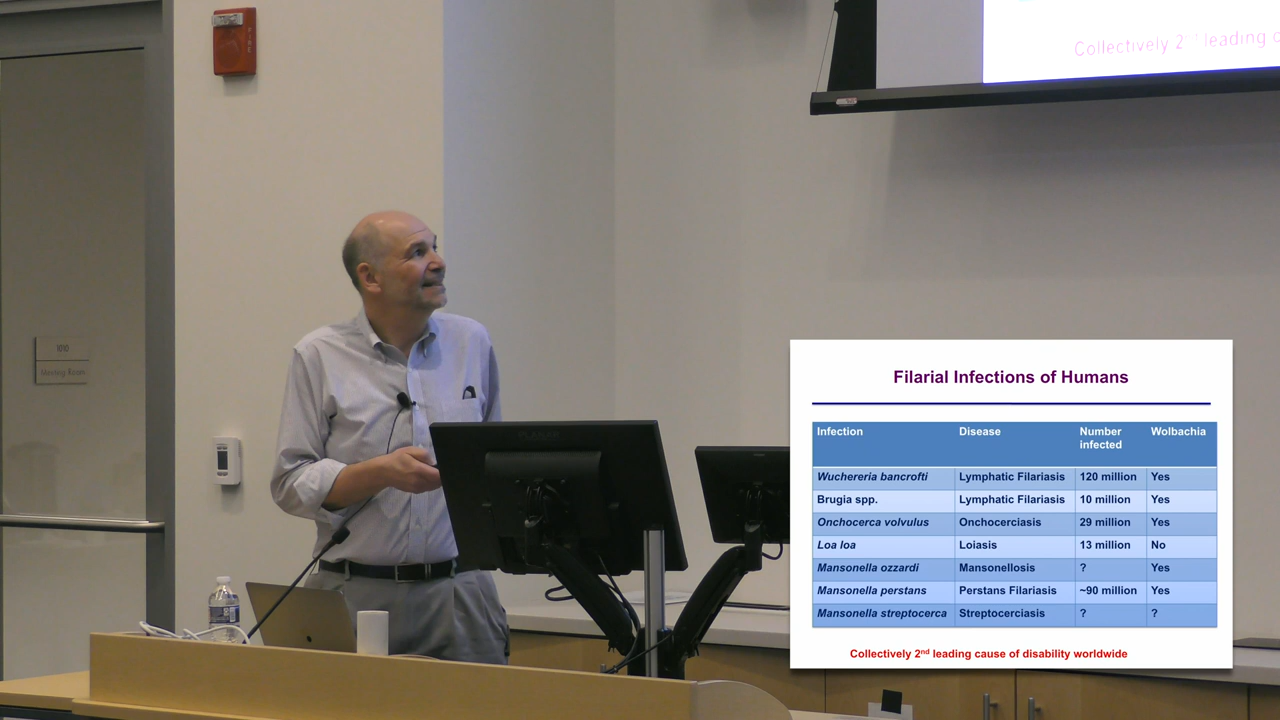 FIRE
Collectively 2nd leading
1010
Meeting Room
Filarial Infections of Humans
Infection Disease Number infected Wolbachia
Wuchereria bancrofti Lymphatic Filariasis 120 million Yes
Brugia spp. Lymphatic Filariasis 10 million Yes
Onchocerca volvulus Onchocerciasis 29 million Yes
Loa loa Loiasis 13 million No
Mansonella ozzardi Mansonellosis ? Yes
Mansonella perstans Perstans Filariasis ~90 million Yes
Mansonella streptocerca Streptocerciasis ? ?
Collectively 2nd leading cause of disability worldwide